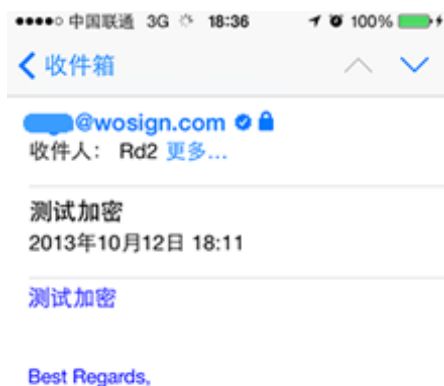 中国联通 3G 18:36 100%
收件箱
@wosign.com
收件人： Rd2 更多...
测试加密
2013年10月12日 18:11
测试加密
Best Regards,